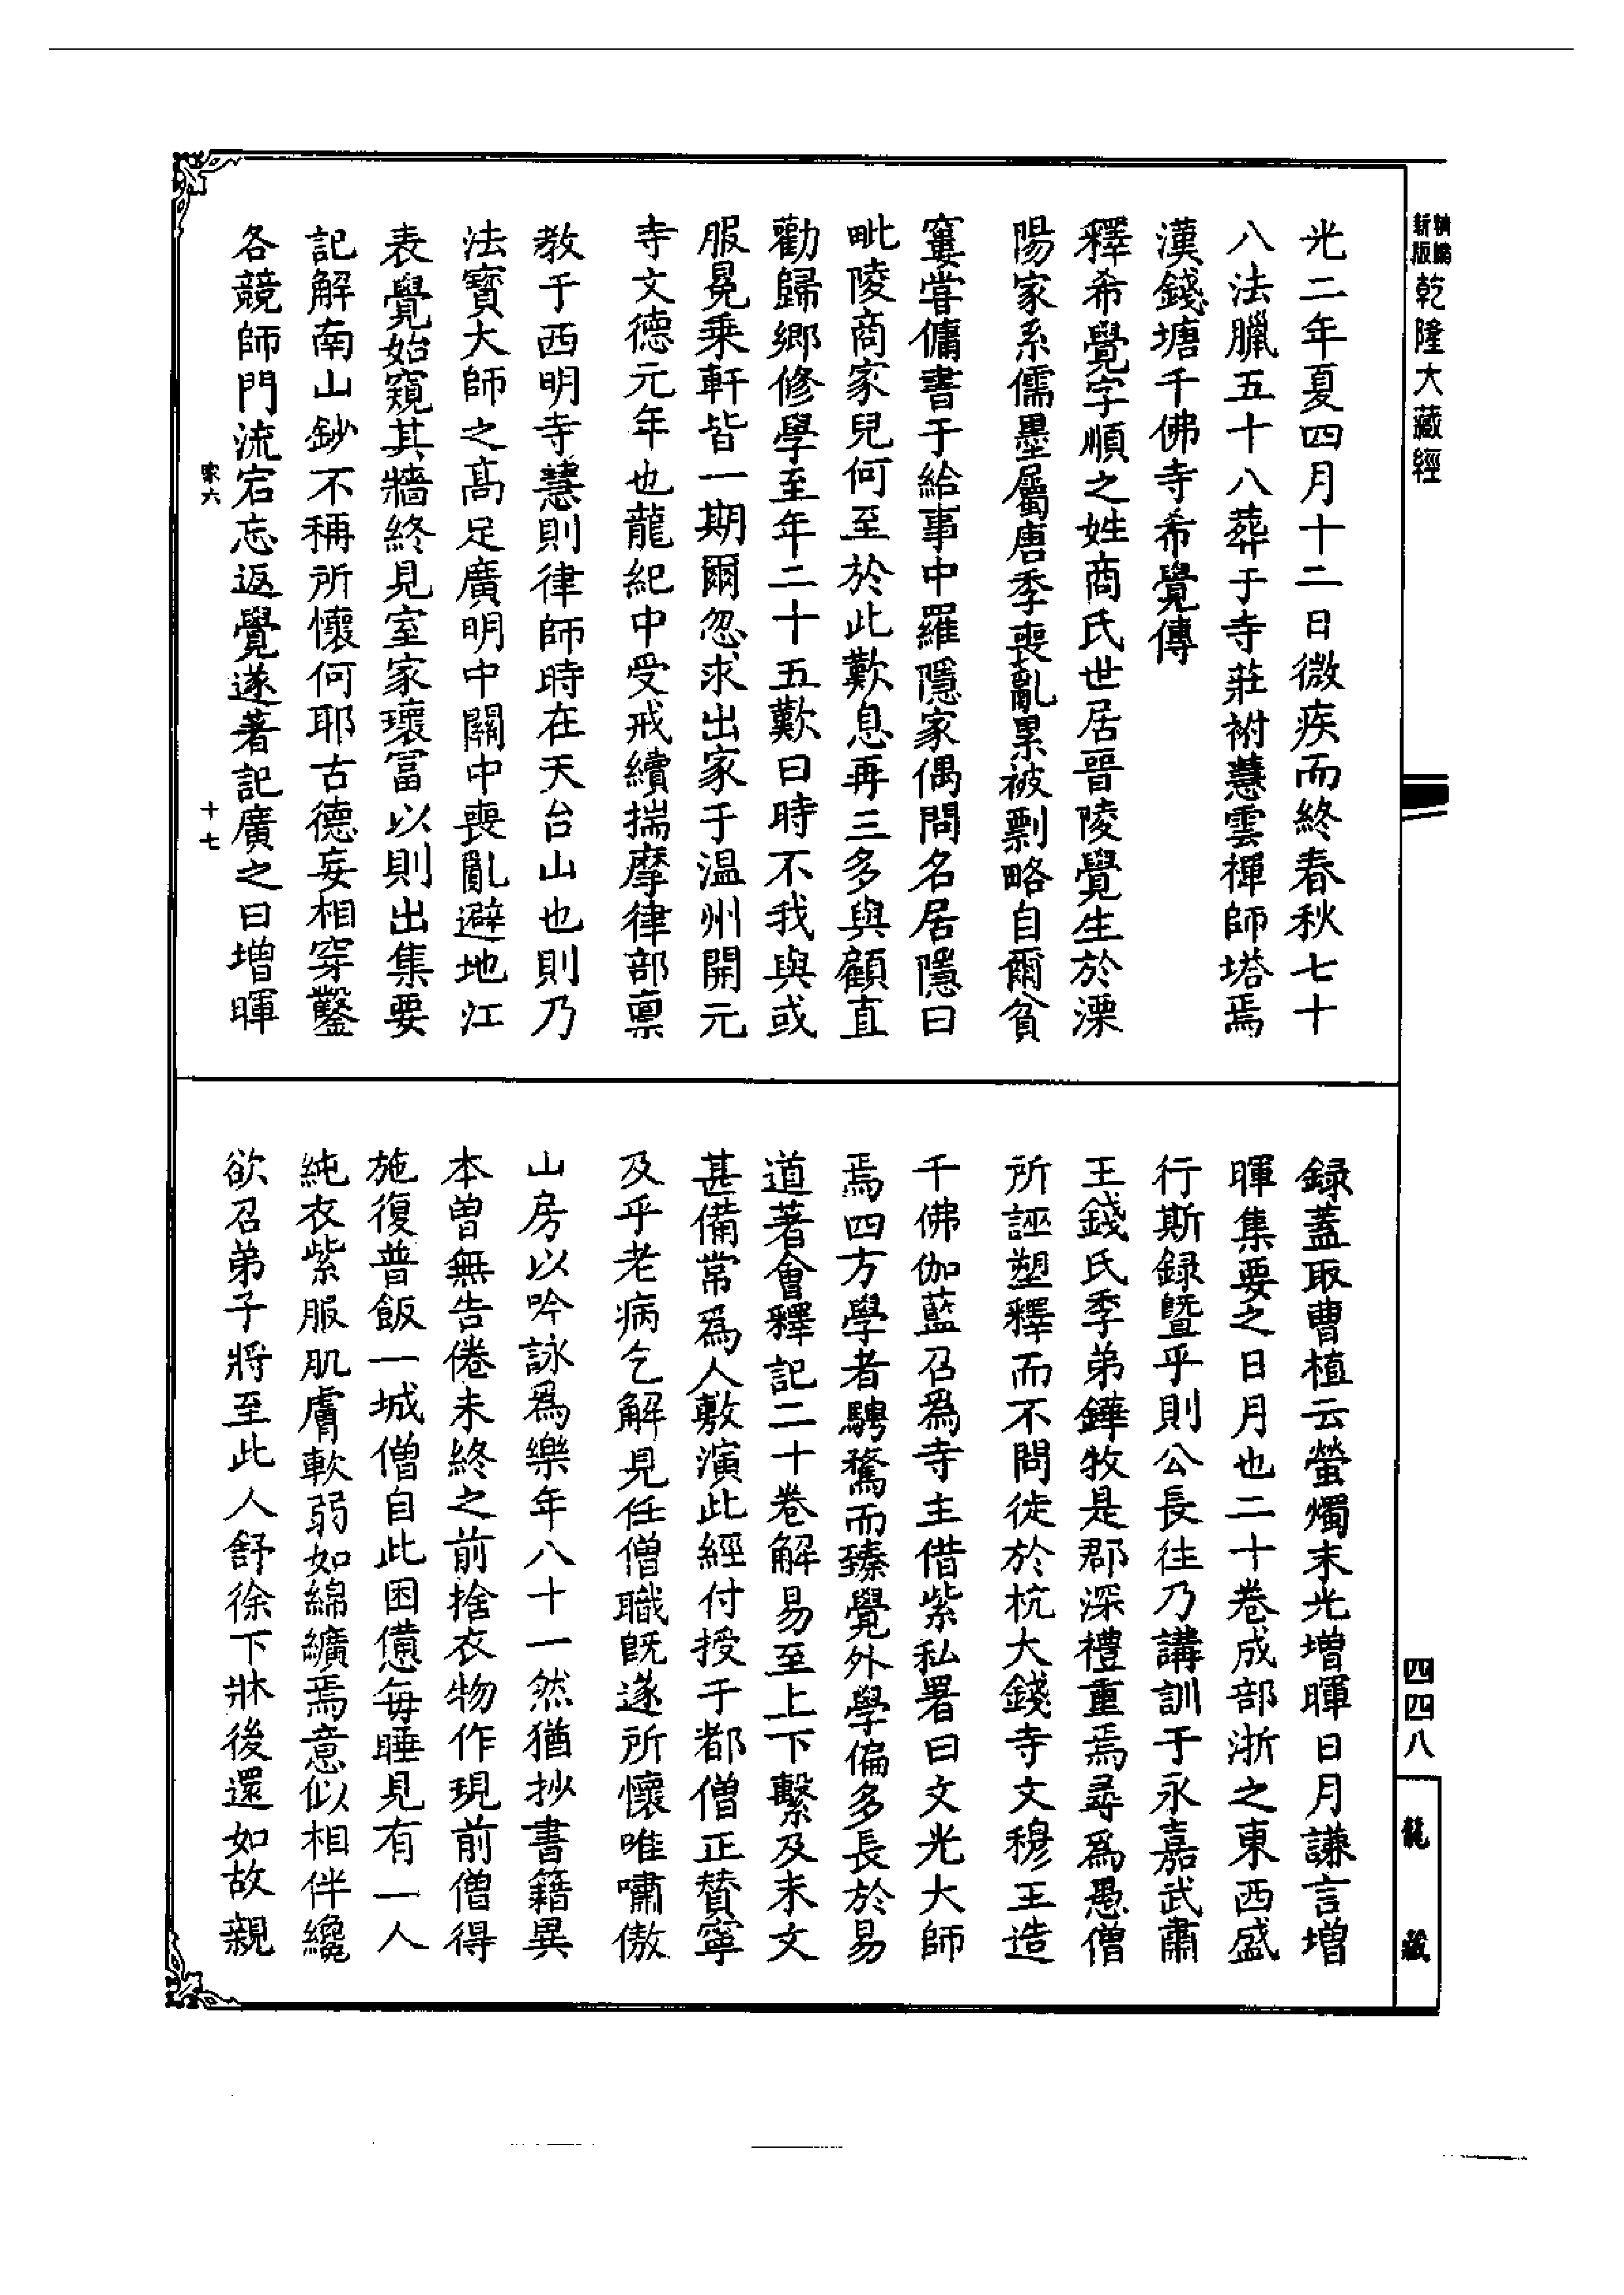 新版
精編
乾隆大藏經
光二年夏四月十二日微疾而終春秋七十
八法臘五十八葬于寺莊祔慧雲禪師塔焉
漢錢塘千佛寺希覺傳
釋希覺字順之姓商氏世居晉陵覺生於溧
陽家系儒墨屬唐季喪亂累被剽略自爾貧
窶嘗傭書于給事中羅隱家偶問名居隱曰
毗陵商家兒何至於此歎息再三多與顧直
勸歸鄉修學至年二十五歎曰時不我與或
服冕乘軒皆一期爾忽求出家于温州開元
寺文德元年也龍紀中受戒續揣摩律部稟
教于西明寺慧則律師時在天台山也則乃
法寶大師之高足廣明中關中喪亂避地江
表覺始窺其牆終見室家瓌富以則出集要
記解南山鈔不稱所懷何耶古德妄相穿鑿
各競師門流宕忘返覺遂著記廣之曰增暉
家六
十七
録蓋取曹植云螢燭末光增暉日月謙言增
暉集要之日月也二十卷成部浙之東西盛
行斯録暨乎則公長往乃講訓于永嘉武肅
王錢氏季弟鏵牧是郡深禮重焉尋爲愚僧
所誣塑釋而不問徙於杭大錢寺文穆王造
千佛伽藍召爲寺主借紫私署曰文光大師
焉四方學者騁騖而臻覺外學偏多長於易
道著會釋記二十卷解易至上下繫及末文
甚備常爲人敷演此經付授于都僧正贊寧
及乎老病乞解見任僧職既遂所懷唯嘯傲
山房以吟詠爲樂年八十一然猶抄書籍異
本曾無告倦未終之前捨衣物作現前僧得
施復普飯一城僧自此困憊每睡見有一人
純衣紫服肌膚軟弱如綿纊焉意似相伴纔
欲召弟子將至此人舒徐下牀後還如故親
四四八
龍藏